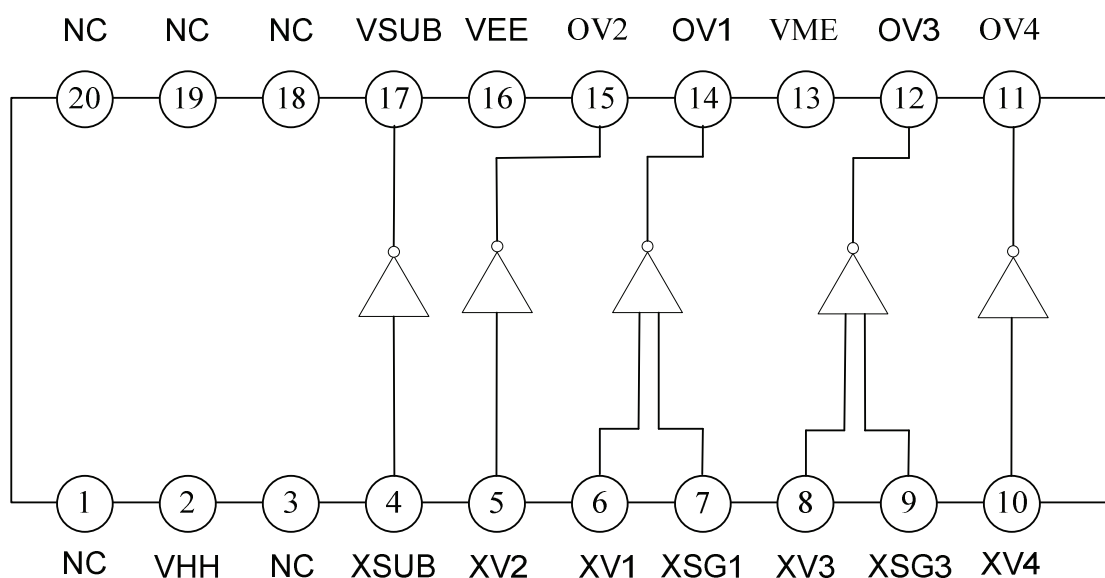 NC NC NC VSUB VEE OV2 OV1 VME OV3 OV4
20 19 18 17 16 15 14 13 12 11
1 2 3 4 5 6 7 8 9 10
NC VHH NC XSUB XV2 XV1 XSG1 XV3 XSG3 XV4